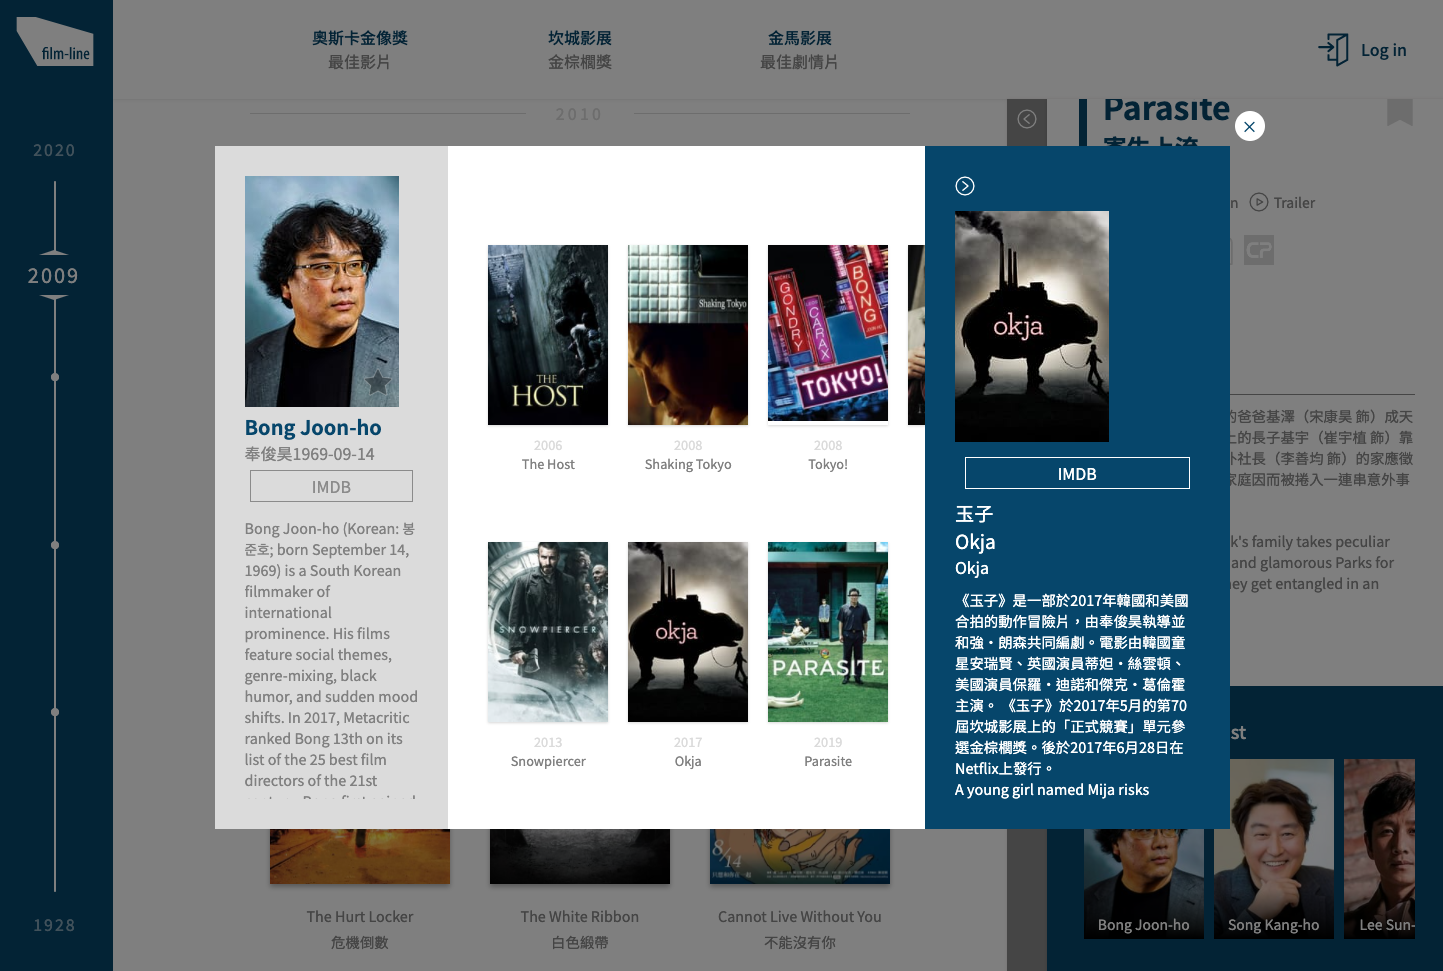 film-line
奧斯卡金像獎
最佳影片
坎城影展
金棕櫚獎
金馬影展
最佳劇情片
Log in
2020
2009
1928
2010
Parasite
寄生上流
Trailer
Bong Joon-ho
奉俊昊1969-09-14
IMDB
Bong Joon-ho (Korean: 봉
준호; born September 14,
1969) is a South Korean
filmmaker of
international
prominence. His films
feature social themes,
genre-mixing, black
humor, and sudden mood
shifts. In 2017, Metacritic
ranked Bong 13th on its
list of the 25 best film
directors of the 21st
THE
HOST
2006
The Host
Shaking Tokyo
2008
Shaking Tokyo
GONDRY
CARAX
BONG
TOKYO!
2008
Tokyo!
SNOWPIERCER
2013
Snowpiercer
okja
2017
Okja
PARASITE
2019
Parasite
okja
IMDB
玉子
Okja
Okja
《玉子》是一部於2017年韓國和美國
合拍的動作冒險片，由奉俊昊執導並
和強・朗森共同編劇。電影由韓國童
星安瑞賢、英國演員蒂妲・絲雲頓、
美國演員保羅・迪諾和傑克・葛倫霍
主演。 《玉子》於2017年5月的第70
屆坎城影展上的「正式競賽」單元參
選金棕櫚獎。後於2017年6月28日在
Netflix上發行。
A young girl named Mija risks
的爸爸基澤（宋康昊 飾）成天
上的長子基宇（崔宇植 飾）靠
外社長（李善均 飾）的家應徵
家庭因而被捲入一連串意外事
k's family takes peculiar
and glamorous Parks for
ey get entangled in an
st
Bong Joon-ho
Song Kang-ho
Lee Sun-
8/14
The Hurt Locker
危機倒數
The White Ribbon
白色緞帶
Cannot Live Without You
不能沒有你